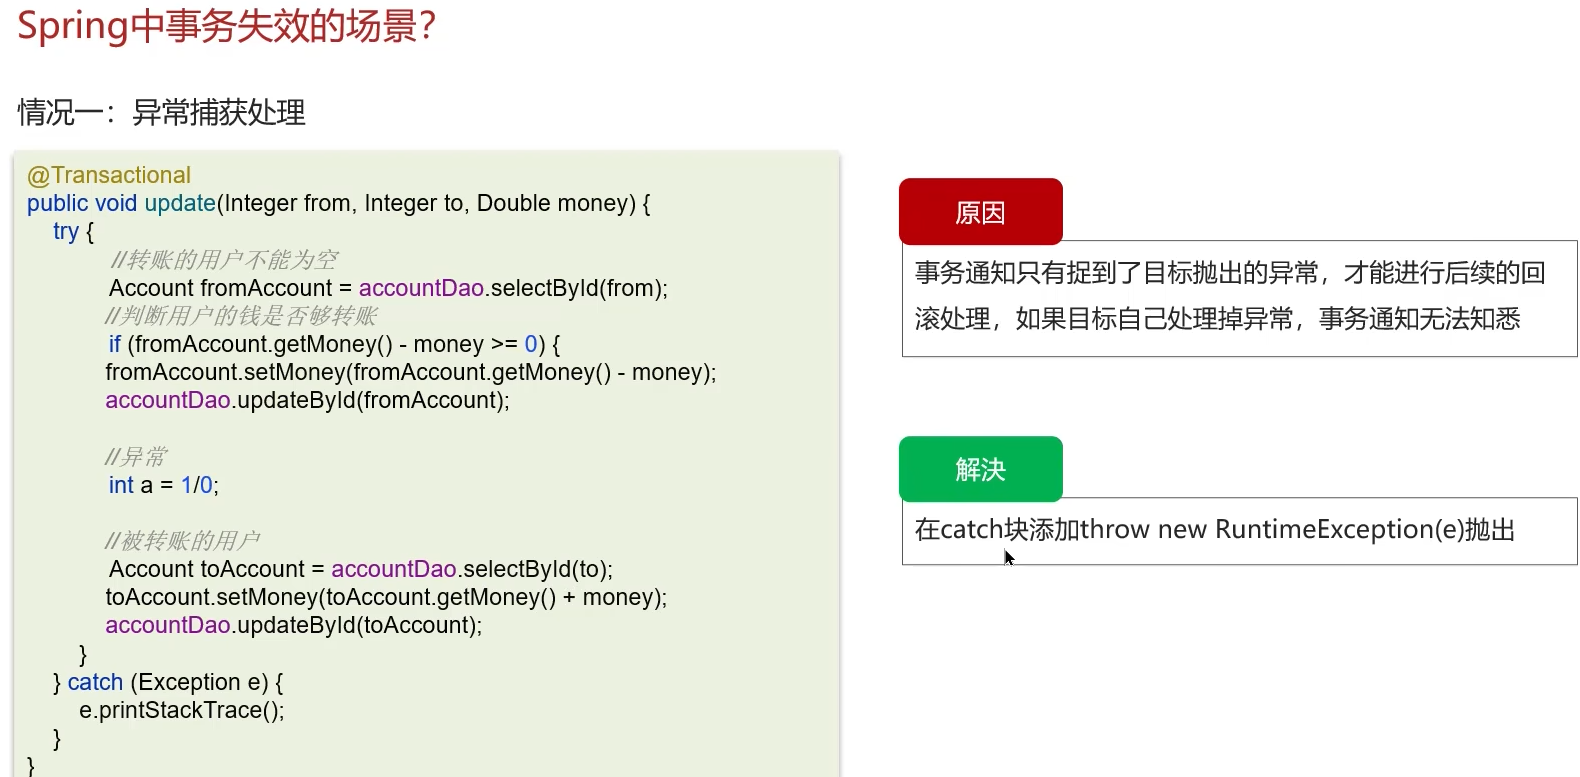 Spring中事务失效的场景?
情况一：异常捕获处理
@Transactional
public void update(Integer from, Integer to, Double money) {
try {
//转账的用户不能为空
Account fromAccount = accountDao.selectById(from);
//判断用户的钱是否够转账
if (fromAccount.getMoney() - money >= 0) {
fromAccount.setMoney(fromAccount.getMoney() - money);
accountDao.updateById(fromAccount);
//异常
int a = 1/0;
//被转账的用户
Account toAccount = accountDao.selectById(to);
toAccount.setMoney(toAccount.getMoney() + money);
accountDao.updateById(toAccount);
}
} catch (Exception e) {
e.printStackTrace();
}
}
原因
事务通知只有捉到了目标抛出的异常，才能进行后续的回
滚处理，如果目标自己处理掉异常，事务通知无法知悉
解决
在catch块添加throw new RuntimeException(e)抛出